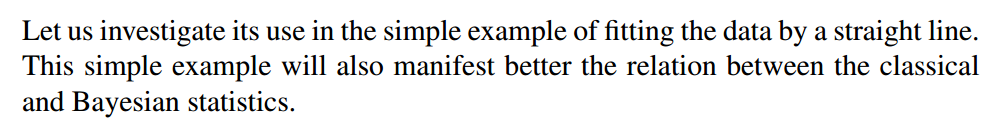 Let us investigate its use in the simple example of fitting the data by a straight line.
This simple example will also manifest better the relation between the classical
and Bayesian statistics.